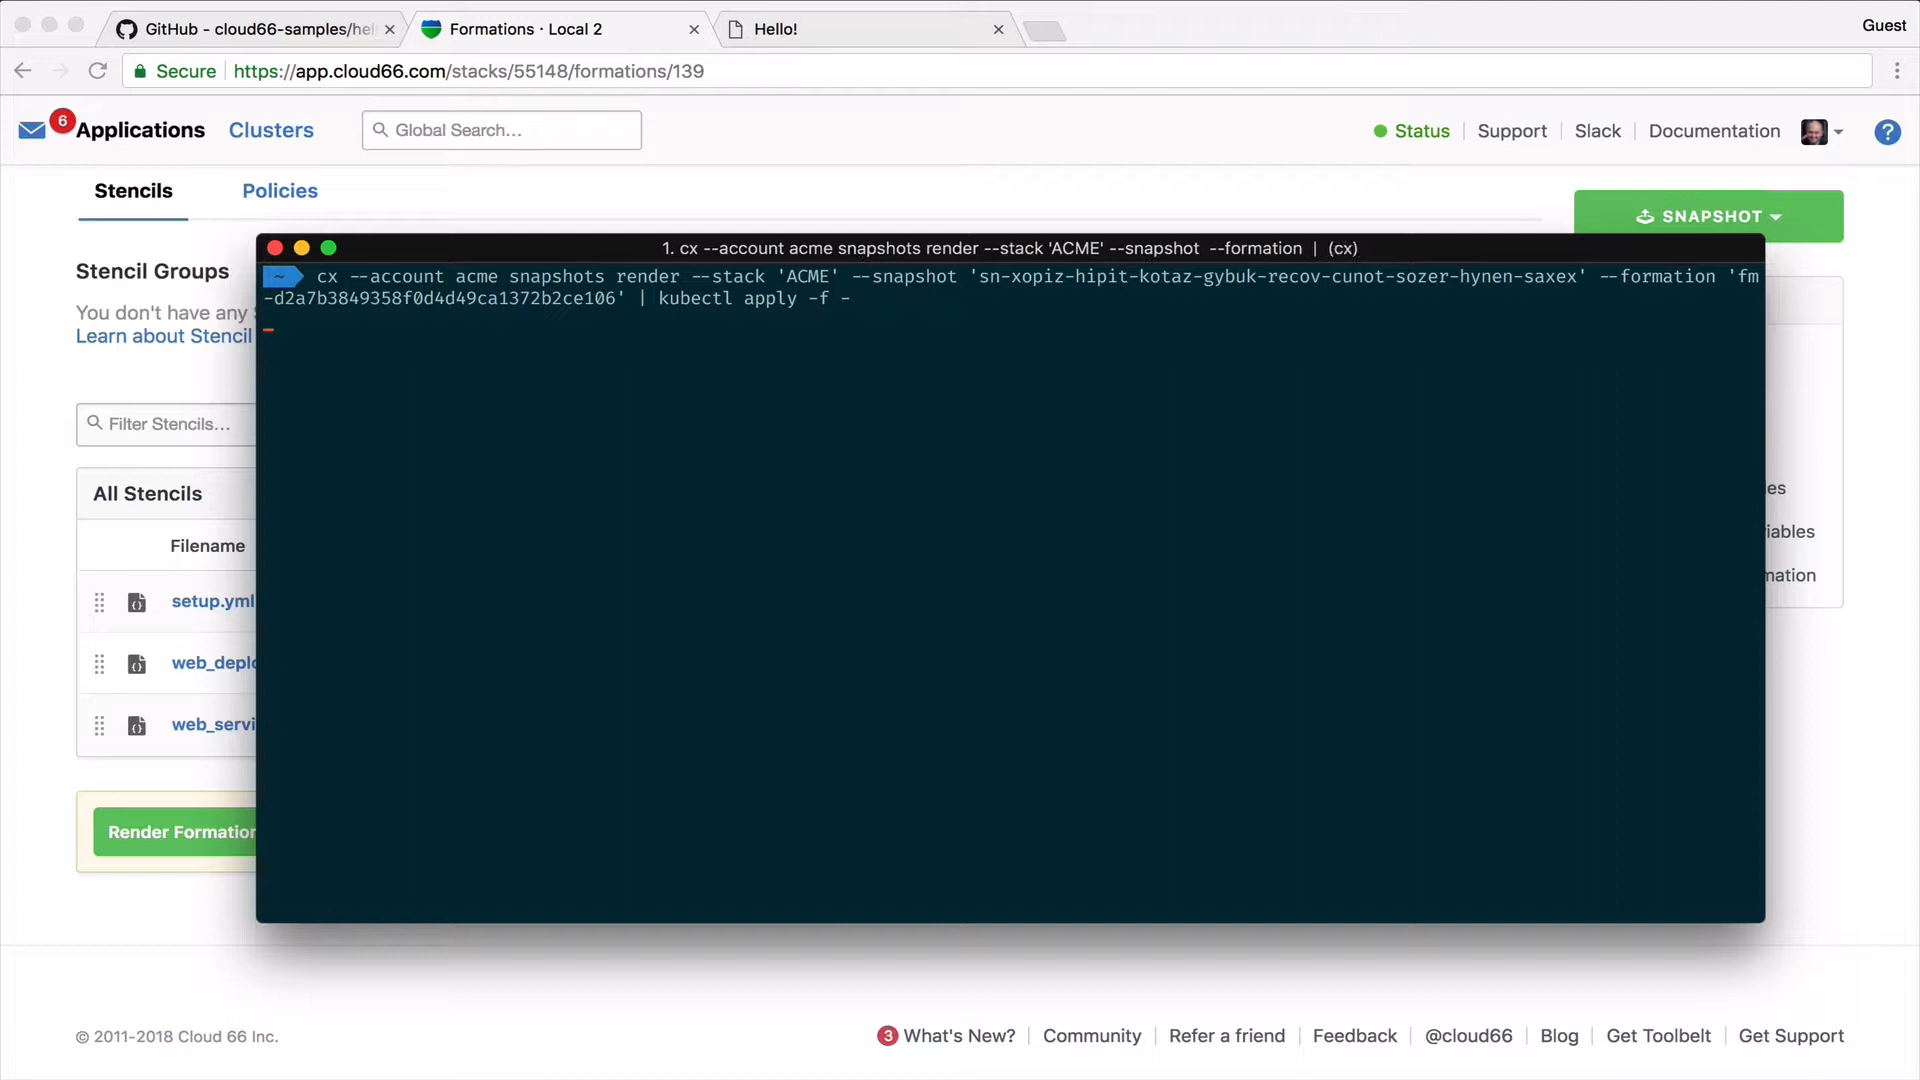 GitHub - cloud66-samples/hel
Formations · Local 2
Hello!
Guest
Secure
https://app.cloud66.com/stacks/55148/formations/139
6
Applications
Clusters
Global Search...
Status
Support
Slack
Documentation
?
Stencils
Policies
SNAPSHOT
1. cx --account acme snapshots render --stack 'ACME' --snapshot --formation | (cx)
~ cx --account acme snapshots render --stack 'ACME' --snapshot 'sn-xopiz-hipit-kotaz-gybuk-recov-cunot-sozer-hynen-saxex' --formation 'fm
-d2a7b3849358f0d4d49ca1372b2ce106' | kubectl apply -f -
Stencil Groups
You don't have any
Learn about Stencil
Filter Stencils...
All Stencils
Filename
setup.yml
web_deplo
web_servi
Render Formation
es
iables
mation
© 2011-2018 Cloud 66 Inc.
3 What's New?
Community
Refer a friend
Feedback
@cloud66
Blog
Get Toolbelt
Get Support